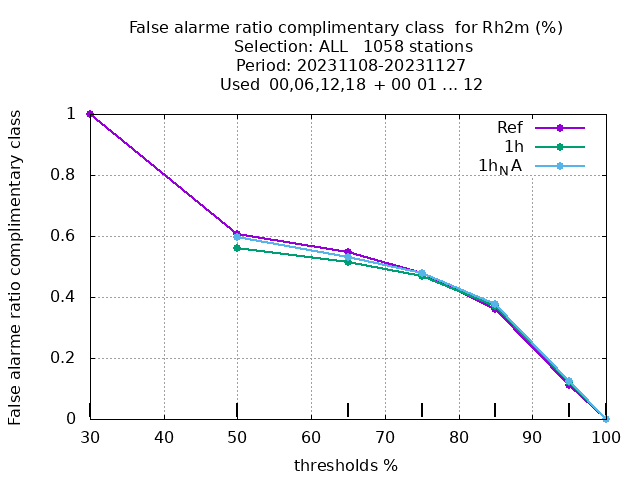 False alarme ratio complimentary class  for Rh2m (%)
Selection: ALL   1058 stations
Period: 20231108-20231127
Used  00,06,12,18  + 00 01 ... 12
False alarme ratio complimentary class
1
0.8
0.6
0.4
0.2
0
Ref
1h
1hNA
30 40 50 60 70 80 90 100
thresholds %